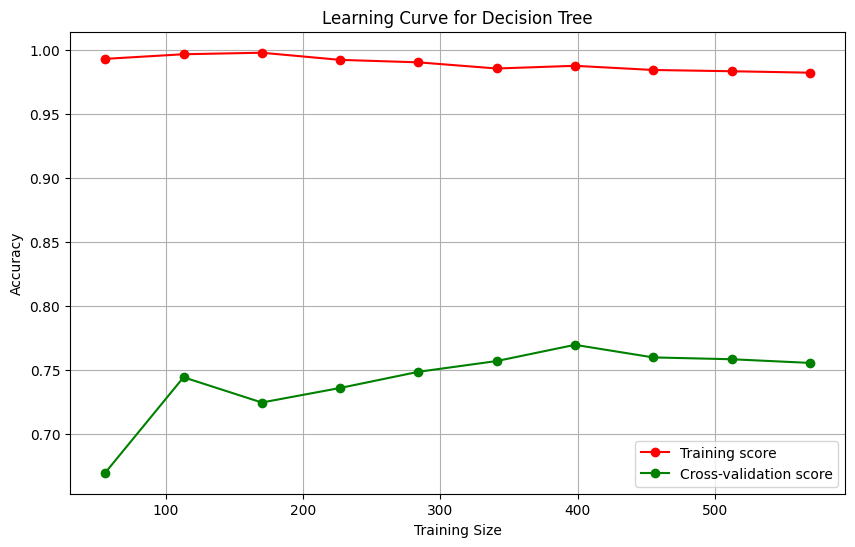 Learning Curve for Decision Tree
1.00
0.95
0.90
0.85
0.80
0.75
0.70
Accuracy
100
200
300
400
500
Training Size
Training score
Cross-validation score